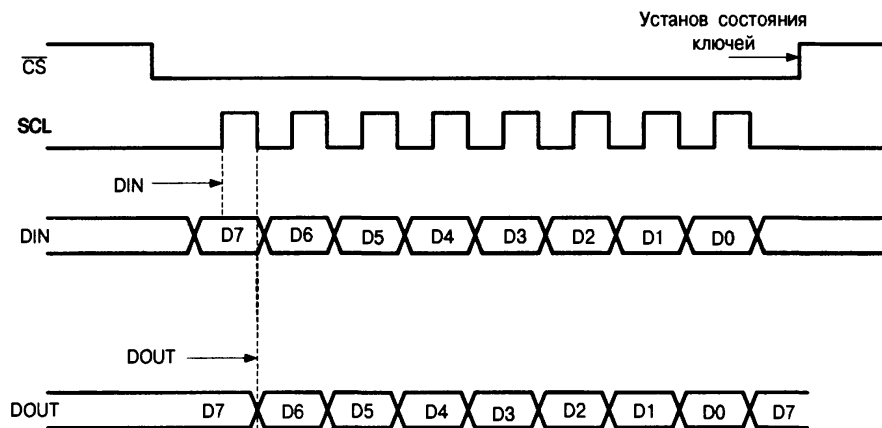 Установ состояния
ключей
CS
SCL
DIN
DIN D7 D6 D5 D4 D3 D2 D1 D0
DOUT
DOUT D7 D6 D5 D4 D3 D2 D1 D0 D7